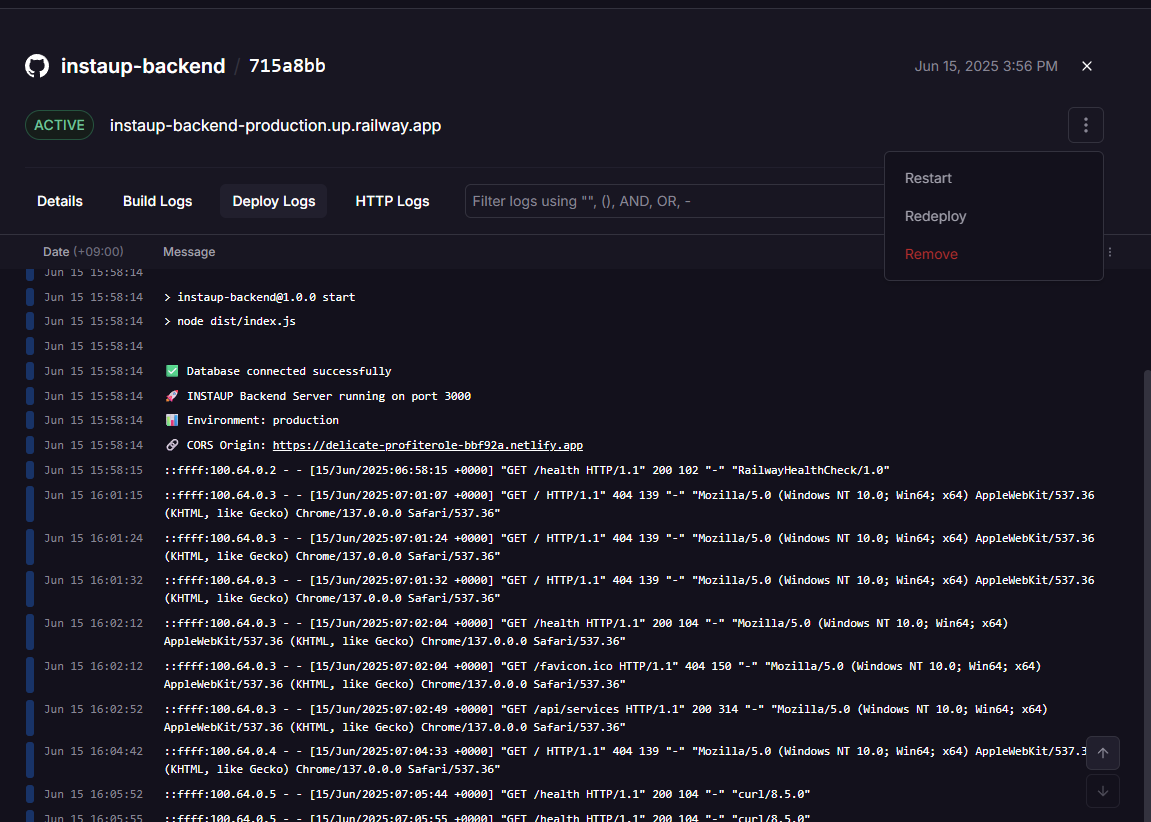 instaup-backend / 715a8bb
Jun 15, 2025 3:56 PM
ACTIVE
instaup-backend-production.up.railway.app
Restart
Redeploy
Remove
Details
Build Logs
Deploy Logs
HTTP Logs
Filter logs using "", (), AND, OR, -
Date (+09:00) Message
Jun 15 15:58:14
Jun 15 15:58:14 > instaup-backend@1.0.0 start
Jun 15 15:58:14 > node dist/index.js
Jun 15 15:58:14
Jun 15 15:58:14 ✅ Database connected successfully
Jun 15 15:58:14 🚀 INSTAUP Backend Server running on port 3000
Jun 15 15:58:14 📊 Environment: production
Jun 15 15:58:14 🔗 CORS Origin: https://delicate-profiterole-bbf92a.netlify.app
Jun 15 15:58:15 ::ffff:100.64.0.2 - - [15/Jun/2025:06:58:15 +0000] "GET /health HTTP/1.1" 200 102 "-" "RailwayHealthCheck/1.0"
Jun 15 16:01:15 ::ffff:100.64.0.3 - - [15/Jun/2025:07:01:07 +0000] "GET / HTTP/1.1" 404 139 "-" "Mozilla/5.0 (Windows NT 10.0; Win64; x64) AppleWebKit/537.36
(KHTML, like Gecko) Chrome/137.0.0.0 Safari/537.36"
Jun 15 16:01:24 ::ffff:100.64.0.3 - - [15/Jun/2025:07:01:24 +0000] "GET / HTTP/1.1" 404 139 "-" "Mozilla/5.0 (Windows NT 10.0; Win64; x64) AppleWebKit/537.36
(KHTML, like Gecko) Chrome/137.0.0.0 Safari/537.36"
Jun 15 16:01:32 ::ffff:100.64.0.3 - - [15/Jun/2025:07:01:32 +0000] "GET / HTTP/1.1" 404 139 "-" "Mozilla/5.0 (Windows NT 10.0; Win64; x64) AppleWebKit/537.36
(KHTML, like Gecko) Chrome/137.0.0.0 Safari/537.36"
Jun 15 16:02:12 ::ffff:100.64.0.3 - - [15/Jun/2025:07:02:04 +0000] "GET /health HTTP/1.1" 200 104 "-" "Mozilla/5.0 (Windows NT 10.0; Win64; x64)
AppleWebKit/537.36 (KHTML, like Gecko) Chrome/137.0.0.0 Safari/537.36"
Jun 15 16:02:12 ::ffff:100.64.0.3 - - [15/Jun/2025:07:02:04 +0000] "GET /favicon.ico HTTP/1.1" 404 150 "-" "Mozilla/5.0 (Windows NT 10.0; Win64; x64)
AppleWebKit/537.36 (KHTML, like Gecko) Chrome/137.0.0.0 Safari/537.36"
Jun 15 16:02:52 ::ffff:100.64.0.3 - - [15/Jun/2025:07:02:49 +0000] "GET /api/services HTTP/1.1" 200 314 "-" "Mozilla/5.0 (Windows NT 10.0; Win64; x64)
AppleWebKit/537.36 (KHTML, like Gecko) Chrome/137.0.0.0 Safari/537.36"
Jun 15 16:04:42 ::ffff:100.64.0.4 - - [15/Jun/2025:07:04:33 +0000] "GET / HTTP/1.1" 404 139 "-" "Mozilla/5.0 (Windows NT 10.0; Win64; x64) AppleWebKit/537.3
(KHTML, like Gecko) Chrome/137.0.0.0 Safari/537.36"
Jun 15 16:05:52 ::ffff:100.64.0.5 - - [15/Jun/2025:07:05:44 +0000] "GET /health HTTP/1.1" 200 104 "-" "curl/8.5.0"
Jun 15 16:05:55 ::ffff:100.64.0.5 - - [15/Jun/2025:07:05:55 +0000] "GET /health HTTP/1.1" 200 104 "-" "curl/8.5.0"